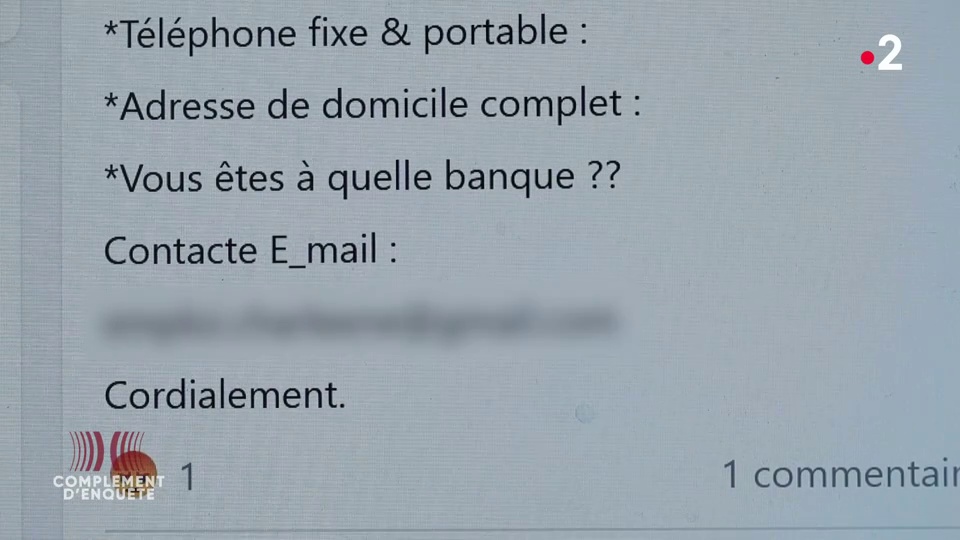 *Téléphone fixe & portable :
2
*Adresse de domicile complet :
*Vous êtes à quelle banque ??
Contacte E_mail :
Cordialement.
COMPLÉMENT
D'ENQUÊTE
1
1 commentair